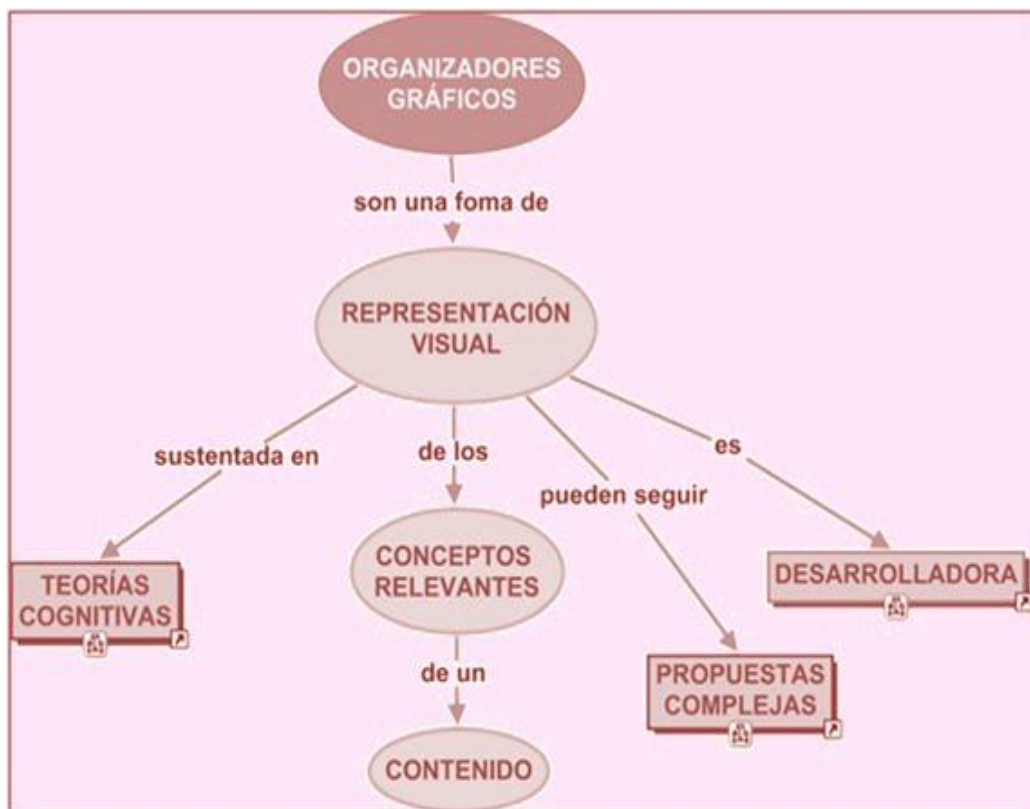 ORGANIZADORES
GRÁFICOS
son una foma de
REPRESENTACIÓN
VISUAL
sustentada en
de los
pueden seguir
es
TEORÍAS
COGNITIVAS
CONCEPTOS
RELEVANTES
DESARROLLADORA
de un
PROPUESTAS
COMPLEJAS
CONTENIDO